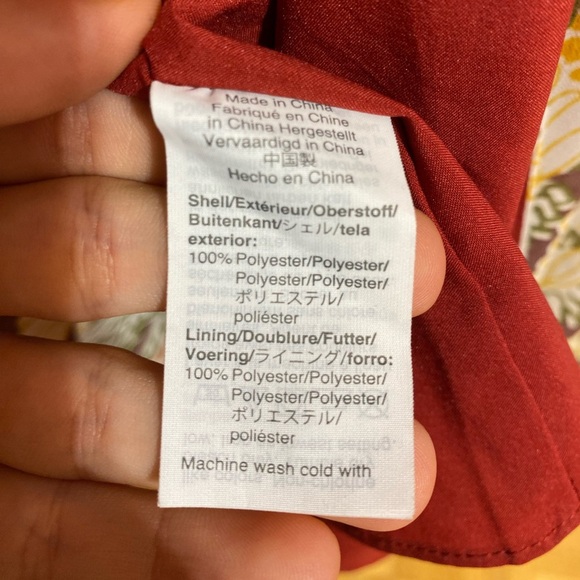 Made in China
Fabriqué en Chine
in China Hergestellt
Vervaardigd in China
中国製
Hecho en China
Shell/Extérieur/Oberstoff/
Buitenkant/シェル/tela
exterior:
100% Polyester/Polyester/
Polyester/Polyester/
ポリエステル/
poliéster
Lining/Doublure/Futter/
Voering/ライニング/forro:
100% Polyester/Polyester/
Polyester/Polyester/
ポリエステル/
poliéster
Machine wash cold with